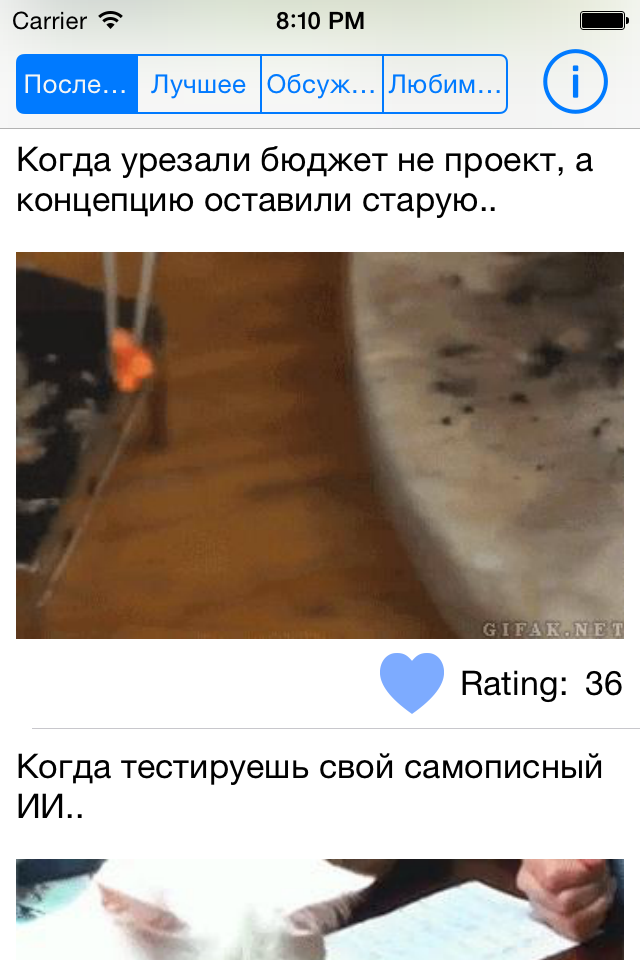 Carrier 8:10 PM
После... Лучшее Обсуж... Любим...
Когда урезали бюджет не проект, а
концепцию оставили старую..
GIFAK.NET
Rating: 36
Когда тестируешь свой самописный
ИИ..